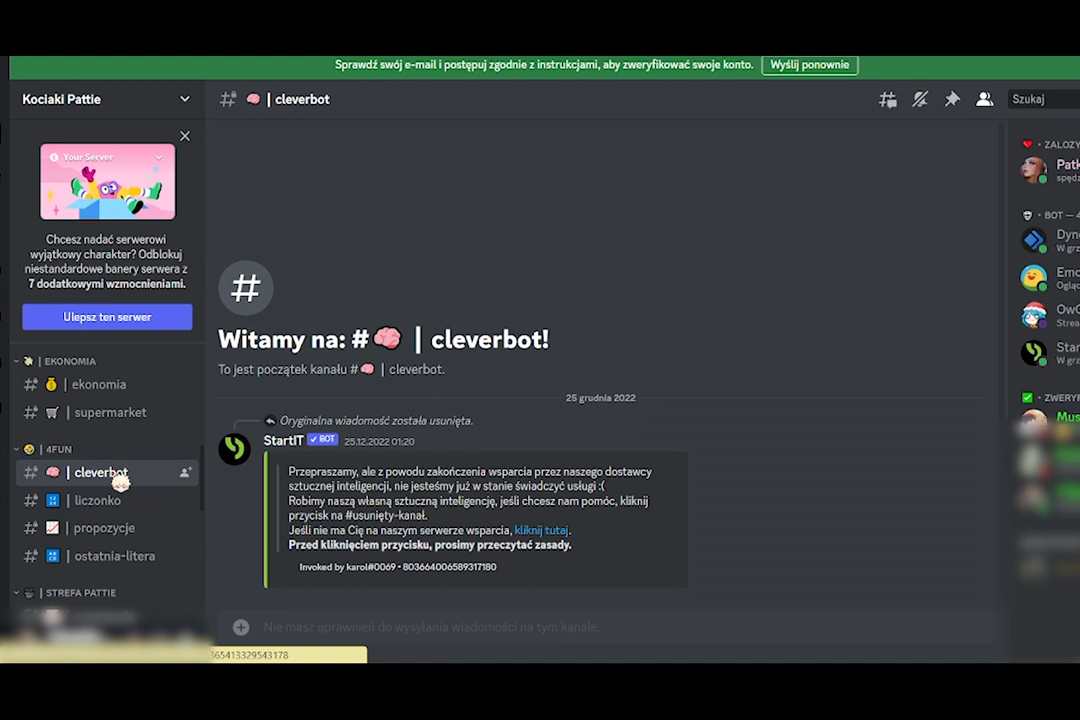 Sprawdź swój e-mail i postępuj zgodnie z instrukcjami, aby zweryfikować swoje konto.
Wyślij ponownie
Kociaki Pattie
| cleverbot
Szukaj
Your Server
Chcesz nadać serwerowi
wyjątkowy charakter? Odblokuj
niestandardowe banery serwera z
7 dodatkowymi wzmocnieniami.
Ulepsz ten serwer
| EKONOMIA
| ekonomia
| supermarket
| 4FUN
| cleverbot
| liczonko
| propozycje
| ostatnia-litera
| STREFA PATTIE
Witamy na: #🧠 | cleverbot!
To jest początek kanału #🧠 | cleverbot.
25 grudnia 2022
Oryginalna wiadomość została usunięta.
StartIT ✓ BOT 25.12.2022 01:20
Przepraszamy, ale z powodu zakończenia wsparcia przez naszego dostawcy
sztucznej inteligencji, nie jesteśmy już w stanie świadczyć usługi :(
Robimy naszą własną sztuczną inteligencję, jeśli chcesz nam pomóc, kliknij
przycisk na #usunięty-kanał.
Jeśli nie ma Cię na naszym serwerze wsparcia, kliknij tutaj.
Przed kliknięciem przycisku, prosimy przeczytać zasady.
Invoked by karol#0069 • 803664006589317180
Nie masz uprawnień do wysyłania wiadomości na tym kanale.
365413329543178
• ZALOZY
Patk
spędz
• BOT — 4
Dyn
W gr
Emo
Ogląc
OwO
Strea
Star
W grz
• ZWERYF
Mus